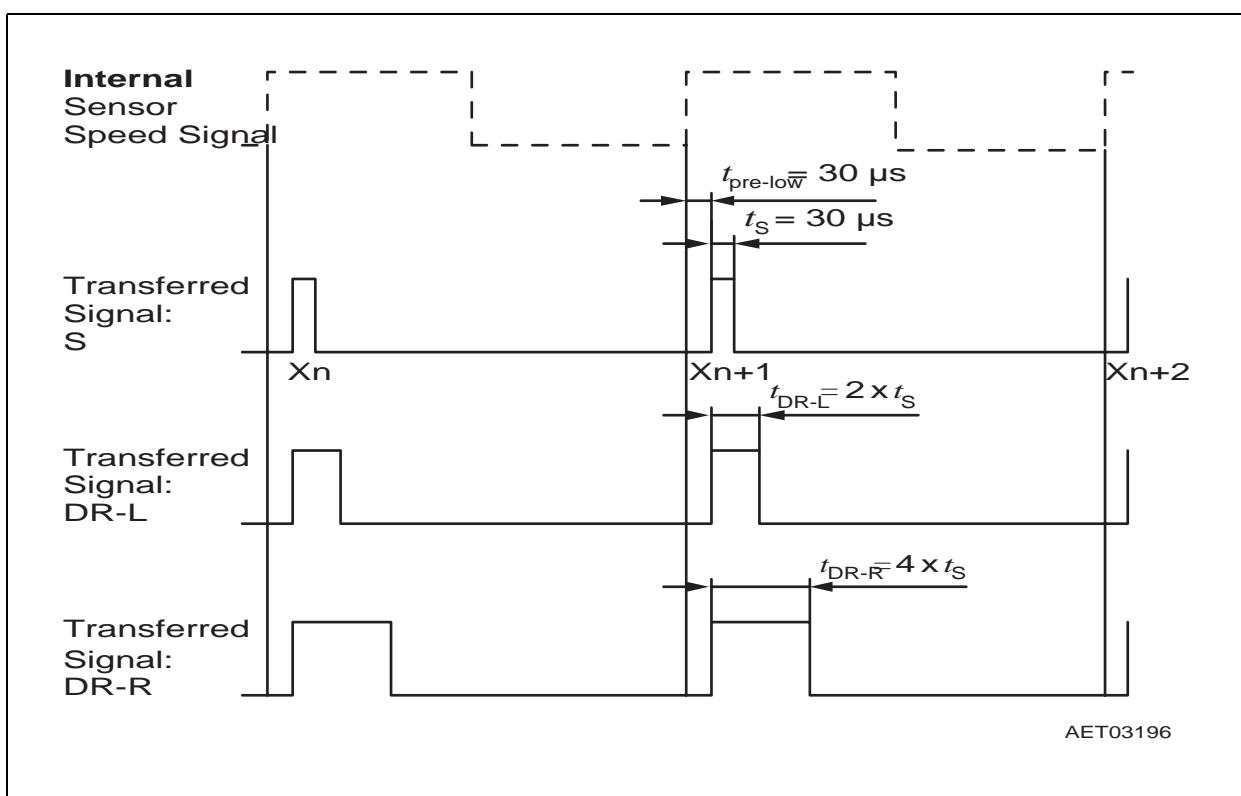 Internal
Sensor
Speed Signal
tpre-low = 30 µs
tS = 30 µs
Transferred
Signal:
S
Xn
Xn+1
Xn+2
tDR-L = 2 x tS
Transferred
Signal:
DR-L
tDR-R = 4 x tS
Transferred
Signal:
DR-R
AET03196